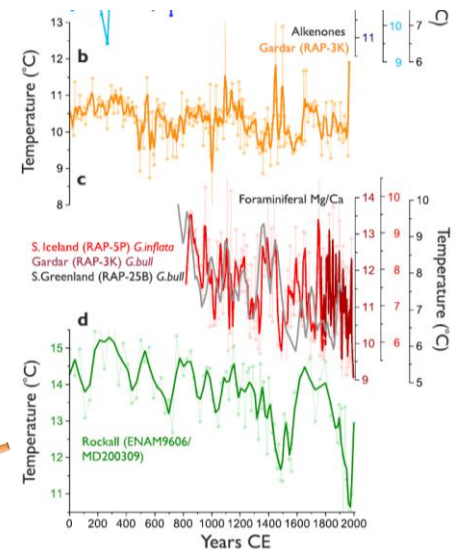 C)
13
12
11
10
9
8
Temperature (°C)
b
Alkenones
Gardar (RAP-3K)
11
10
9
7
6
c
Foraminiferal Mg/Ca
S. Iceland (RAP-5P) G.inflata
Gardar (RAP-3K) G.bull
S.Greenland (RAP-25B) G.bull
14
13
12
11
10
9
10
9
8
7
6
10
9
8
7
6
5
Temperature (°C)
d
15
14
13
12
11
Temperature (°C)
Rockall (ENAM9606/
MD200309)
0 200 400 600 800 1000 1200 1400 1600 1800 2000
Years CE